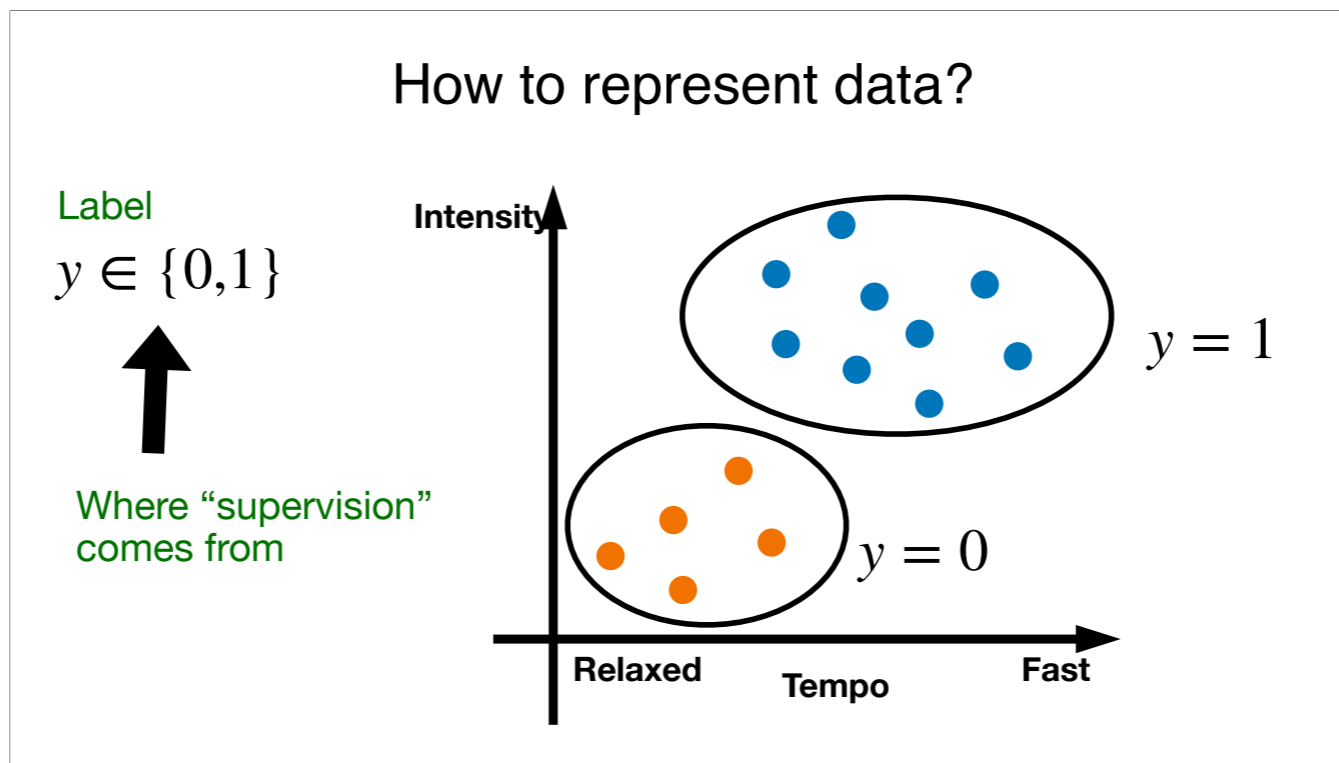 How to represent data?
Label
y ∈ {0,1}
Where “supervision”
comes from
Intensity
y = 1
y = 0
Relaxed
Tempo
Fast